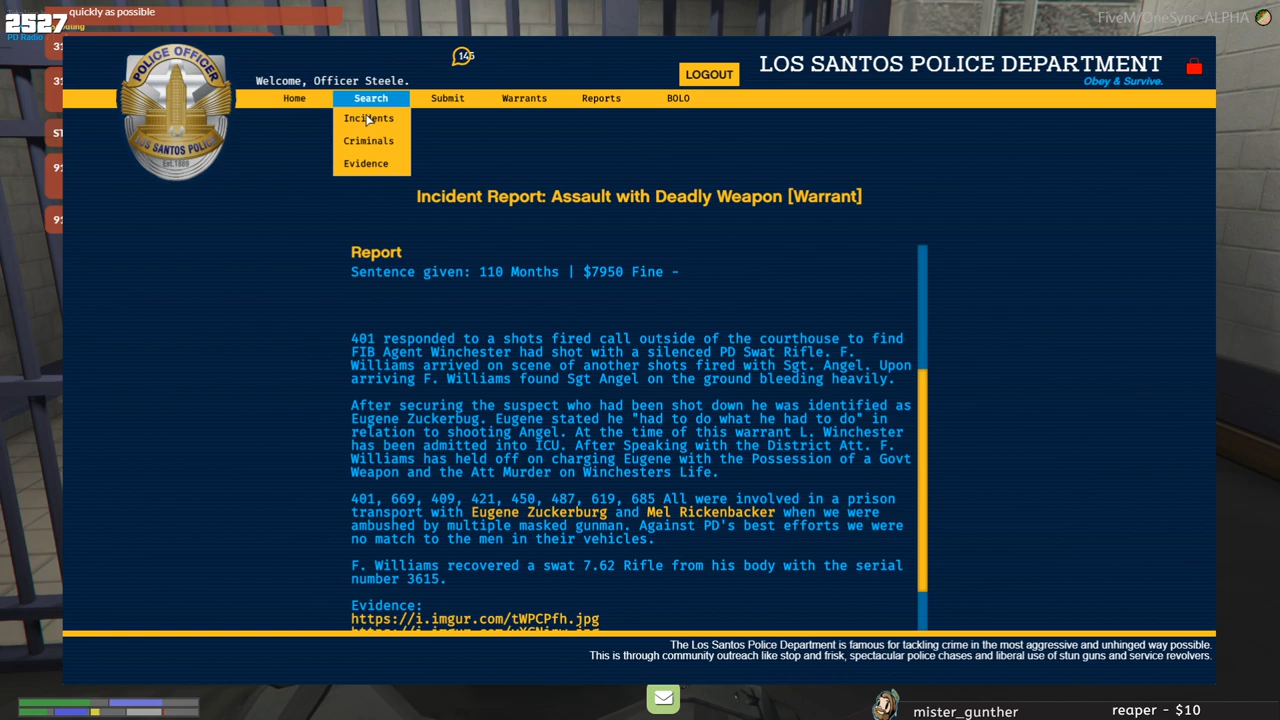 quickly as possible
2527
PD Radio
FiveM/OneSync-ALPHA
POLICE OFFICER
LOS SANTOS POLICE
Est.1869
Welcome, Officer Steele.
145
LOGOUT
LOS SANTOS POLICE DEPARTMENT
Obey & Survive.
Home
Search
Submit
Warrants
Reports
BOLO
Incidents
Criminals
Evidence
Incident Report: Assault with Deadly Weapon [Warrant]
Report
Sentence given: 110 Months | $7950 Fine -
401 responded to a shots fired call outside of the courthouse to find
FIB Agent Winchester had shot with a silenced PD Swat Rifle. F.
Williams arrived on scene of another shots fired with Sgt. Angel. Upon
arriving F. Williams found Sgt Angel on the ground bleeding heavily.
After securing the suspect who had been shot down he was identified as
Eugene Zuckerbug. Eugene stated he "had to do what he had to do" in
relation to shooting Angel. At the time of this warrant L. Winchester
has been admitted into ICU. After Speaking with the District Att. F.
Williams has held off on charging Eugene with the Possession of a Govt
Weapon and the Att Murder on Winchesters Life.
401, 669, 409, 421, 450, 487, 619, 685 All were involved in a prison
transport with Eugene Zuckerburg and Mel Rickenbacker when we were
ambushed by multiple masked gunman. Against PD's best efforts we were
no match to the men in their vehicles.
F. Williams recovered a swat 7.62 Rifle from his body with the serial
number 3615.
Evidence:
https://i.imgur.com/tWPCPfh.jpg
The Los Santos Police Department is famous for tackling crime in the most aggressive and unhinged way possible.
This is through community outreach like stop and frisk, spectacular police chases and liberal use of stun guns and service revolvers.
mister_gunther
reaper - $10